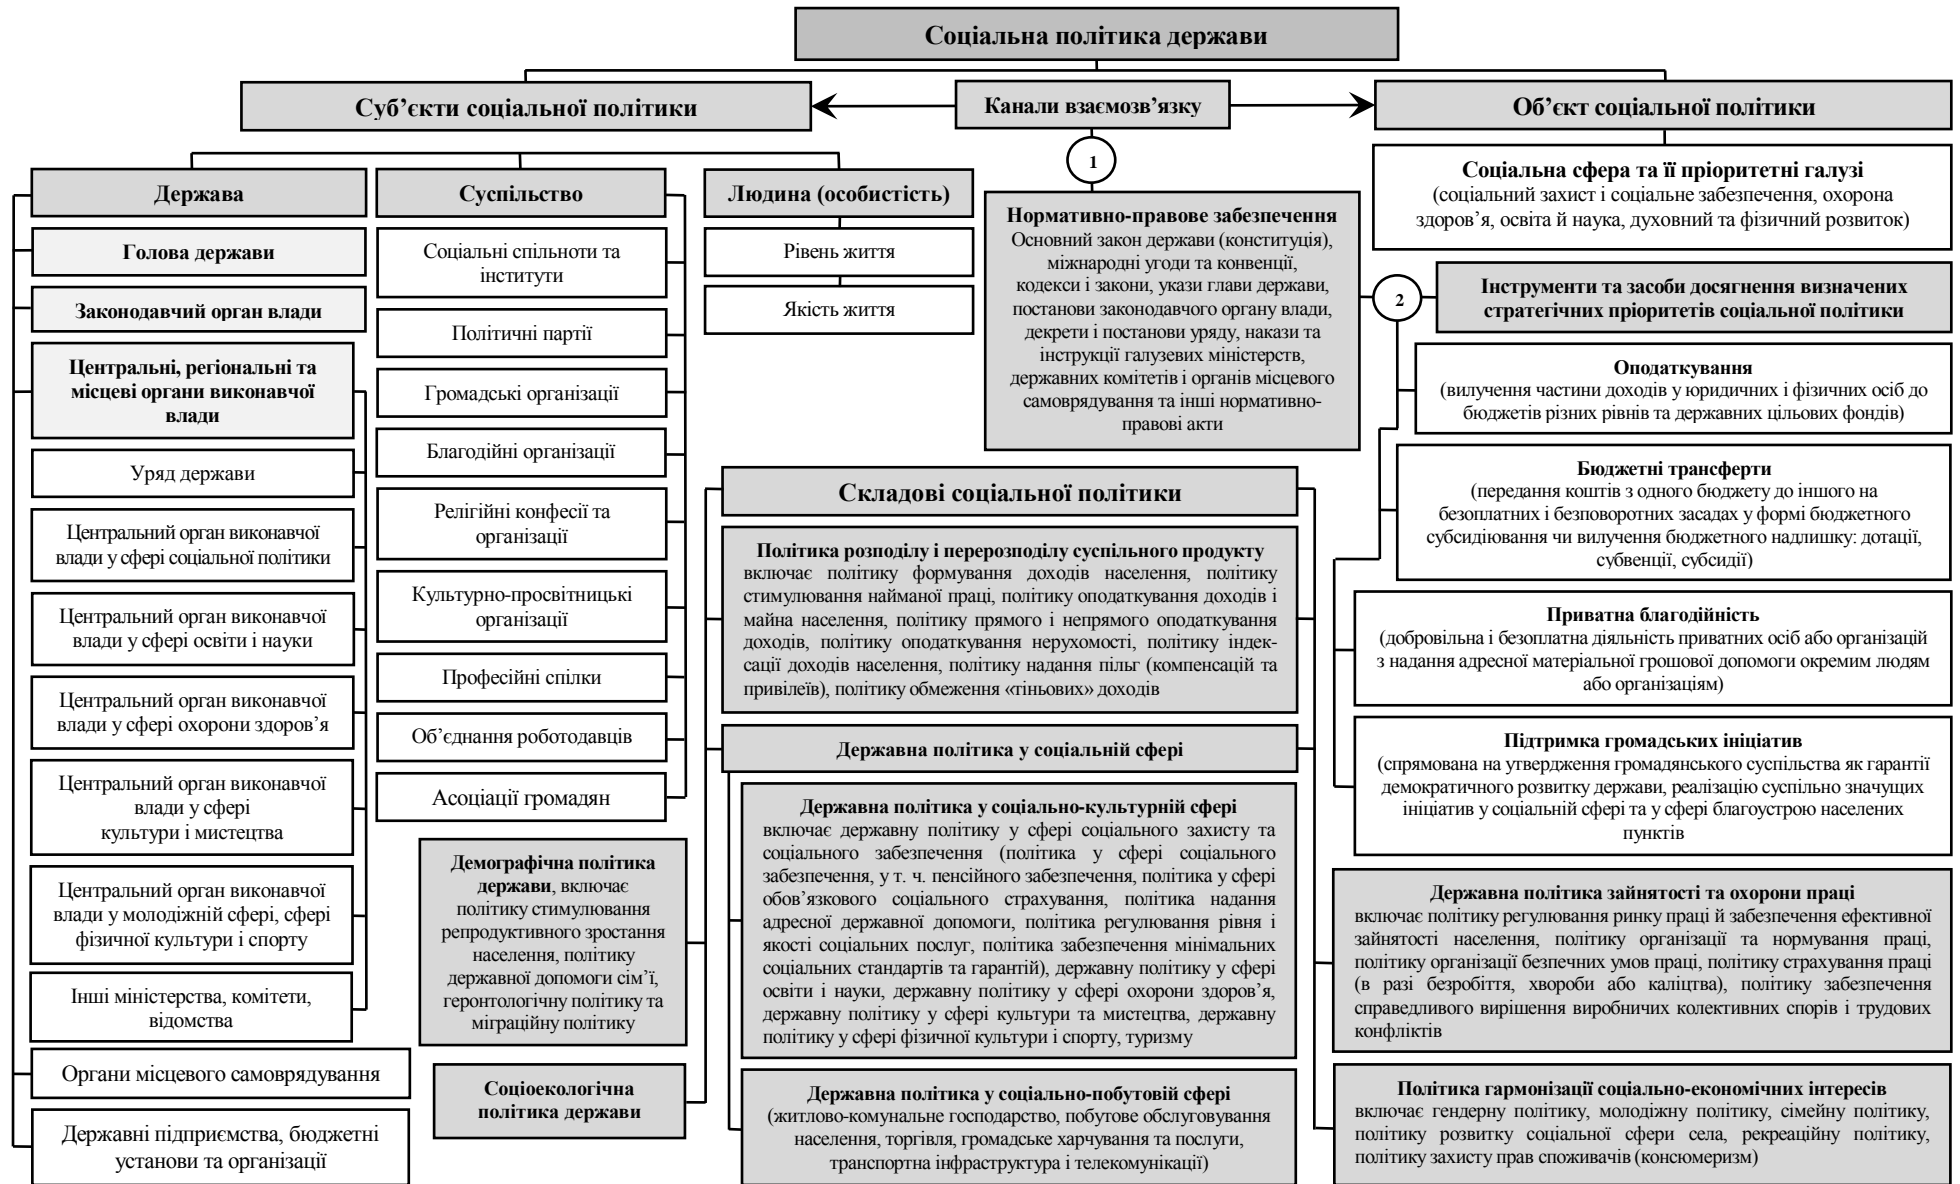 Соціальна політика держави
Суб’єкти соціальної політики
Канали взаємозв’язку
Об’єкт соціальної політики
1
Держава
Голова держави
Законодавчий орган влади
Центральні, регіональні та
місцеві органи виконавчої
влади
Уряд держави
Центральний орган виконавчої
влади у сфері соціальної політики
Центральний орган виконавчої
влади у сфері освіти і науки
Центральний орган виконавчої
влади у сфері охорони здоров’я
Центральний орган виконавчої
влади у сфері
культури і мистецтва
Центральний орган виконавчої
влади у молодіжній сфері, сфері
фізичної культури і спорту
Інші міністерства, комітети,
відомства
Органи місцевого самоврядування
Державні підприємства, бюджетні
установи та організації
Суспільство
Соціальні спільноти та
інститути
Політичні партії
Громадські організації
Благодійні організації
Релігійні конфесії та
організації
Культурно-просвітницькі
організації
Професійні спілки
Об’єднання роботодавців
Асоціації громадян
Людина (особистість)
Рівень життя
Якість життя
Нормативно-правове забезпечення
Основний закон держави (конституція),
міжнародні угоди та конвенції,
кодекси і закони, укази глави держави,
постанови законодавчого органу влади,
декрети і постанови уряду, накази та
інструкції галузевих міністерств,
державних комітетів і органів місцевого
самоврядування та інші нормативно-
правові акти
Соціальна сфера та її пріоритетні галузі
(соціальний захист і соціальне забезпечення, охорона
здоров’я, освіта й наука, духовний та фізичний розвиток)
2
Інструменти та засоби досягнення визначених
стратегічних пріоритетів соціальної політики
Оподаткування
(вилучення частини доходів у юридичних і фізичних осіб до
бюджетів різних рівнів та державних цільових фондів)
Бюджетні трансферти
(передання коштів з одного бюджету до іншого на
безоплатних і безповоротних засадах у формі бюджетного
субсидіювання чи вилучення бюджетного надлишку: дотації,
субвенції, субсидії)
Приватна благодійність
(добровільна і безоплатна діяльність приватних осіб або організацій
з надання адресної матеріальної грошової допомоги окремим людям
або організаціям)
Підтримка громадських ініціатив
(спрямована на утвердження громадянського суспільства як гарантії
демократичного розвитку держави, реалізацію суспільно значущих
ініціатив у соціальній сфері та у сфері благоустрою населених
пунктів
Складові соціальної політики
Політика розподілу і перерозподілу суспільного продукту
включає політику формування доходів населення, політику
стимулювання найманої праці, політику оподаткування доходів і
майна населення, політику прямого і непрямого оподаткування
доходів, політику оподаткування нерухомості, політику індек-
сації доходів населення, політику надання пільг (компенсацій та
привілеїв), політику обмеження «тіньових» доходів
Державна політика у соціальній сфері
Державна політика у соціально-культурній сфері
включає державну політику у сфері соціального захисту та
соціального забезпечення (політика у сфері соціального
забезпечення, у т. ч. пенсійного забезпечення, політика у сфері
обов’язкового соціального страхування, політика надання
адресної державної допомоги, політика регулювання рівня і
якості соціальних послуг, політика забезпечення мінімальних
соціальних стандартів та гарантій), державну політику у сфері
освіти і науки, державну політику у сфері охорони здоров’я,
державну політику у сфері культури та мистецтва, державну
політику у сфері фізичної культури і спорту, туризму
Державна політика у соціально-побутовій сфері
(житлово-комунальне господарство, побутове обслуговування
населення, торгівля, громадське харчування та послуги,
транспортна інфраструктура і телекомунікації)
Демографічна політика
держави, включає
політику стимулювання
репродуктивного зростання
населення, політику
державної допомоги сім’ї,
геронтологічну політику та
міграційну політику
Соціоекологічна
політика держави
Державна політика зайнятості та охорони праці
включає політику регулювання ринку праці й забезпечення ефективної
зайнятості населення, політику організації та нормування праці,
політику організації безпечних умов праці, політику страхування праці
(в разі безробіття, хвороби або каліцтва), політику забезпечення
справедливого вирішення виробничих колективних спорів і трудових
конфліктів
Політика гармонізації соціально-економічних інтересів
включає гендерну політику, молодіжну політику, сімейну політику,
політику розвитку соціальної сфери села, рекреаційну політику,
політику захисту прав споживачів (консюмеризм)